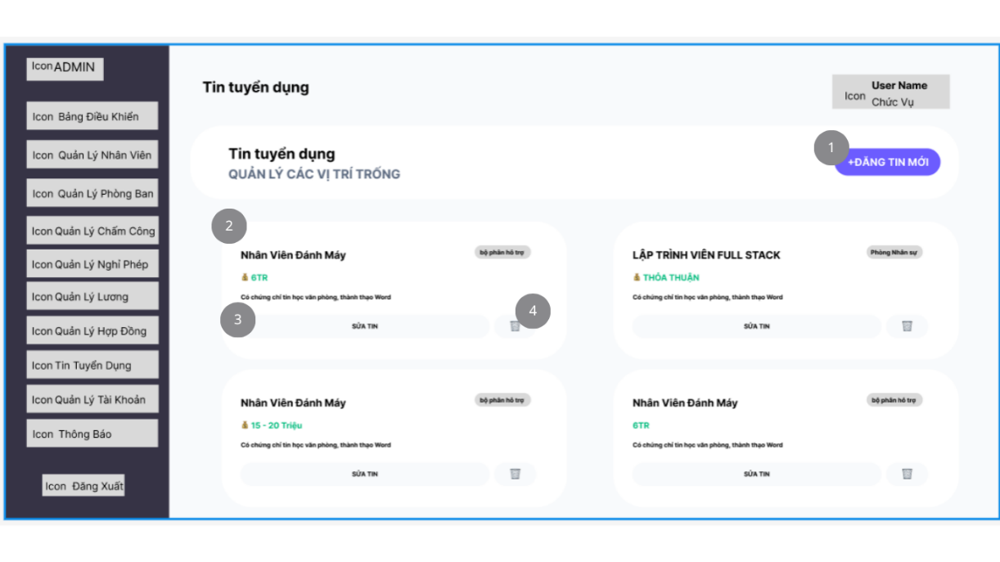 Icon ADMIN
Icon Bảng Điều Khiển
Icon Quản Lý Nhân Viên
Icon Quản Lý Phòng Ban
Icon Quản Lý Chấm Công
Icon Quản Lý Nghỉ Phép
Icon Quản Lý Lương
Icon Quản Lý Hợp Đồng
Icon Tin Tuyển Dụng
Icon Quản Lý Tài Khoản
Icon Thông Báo
Icon Đăng Xuất
Tin tuyển dụng
Icon
User Name
Chức Vụ
Tin tuyển dụng
QUẢN LÝ CÁC VỊ TRÍ TRỐNG
1
+ĐĂNG TIN MỚI
2
Nhân Viên Đánh Máy
bộ phân hỗ trợ
6TR
Có chứng chỉ tin học văn phòng, thành thạo Word
3
SỬA TIN
4
LẬP TRÌNH VIÊN FULL STACK
Phòng Nhân sự
THỎA THUẬN
Có chứng chỉ tin học văn phòng, thành thạo Word
SỬA TIN
Nhân Viên Đánh Máy
bộ phân hỗ trợ
15 - 20 Triệu
Có chứng chỉ tin học văn phòng, thành thạo Word
SỬA TIN
Nhân Viên Đánh Máy
bộ phân hỗ trợ
6TR
Có chứng chỉ tin học văn phòng, thành thạo Word
SỬA TIN